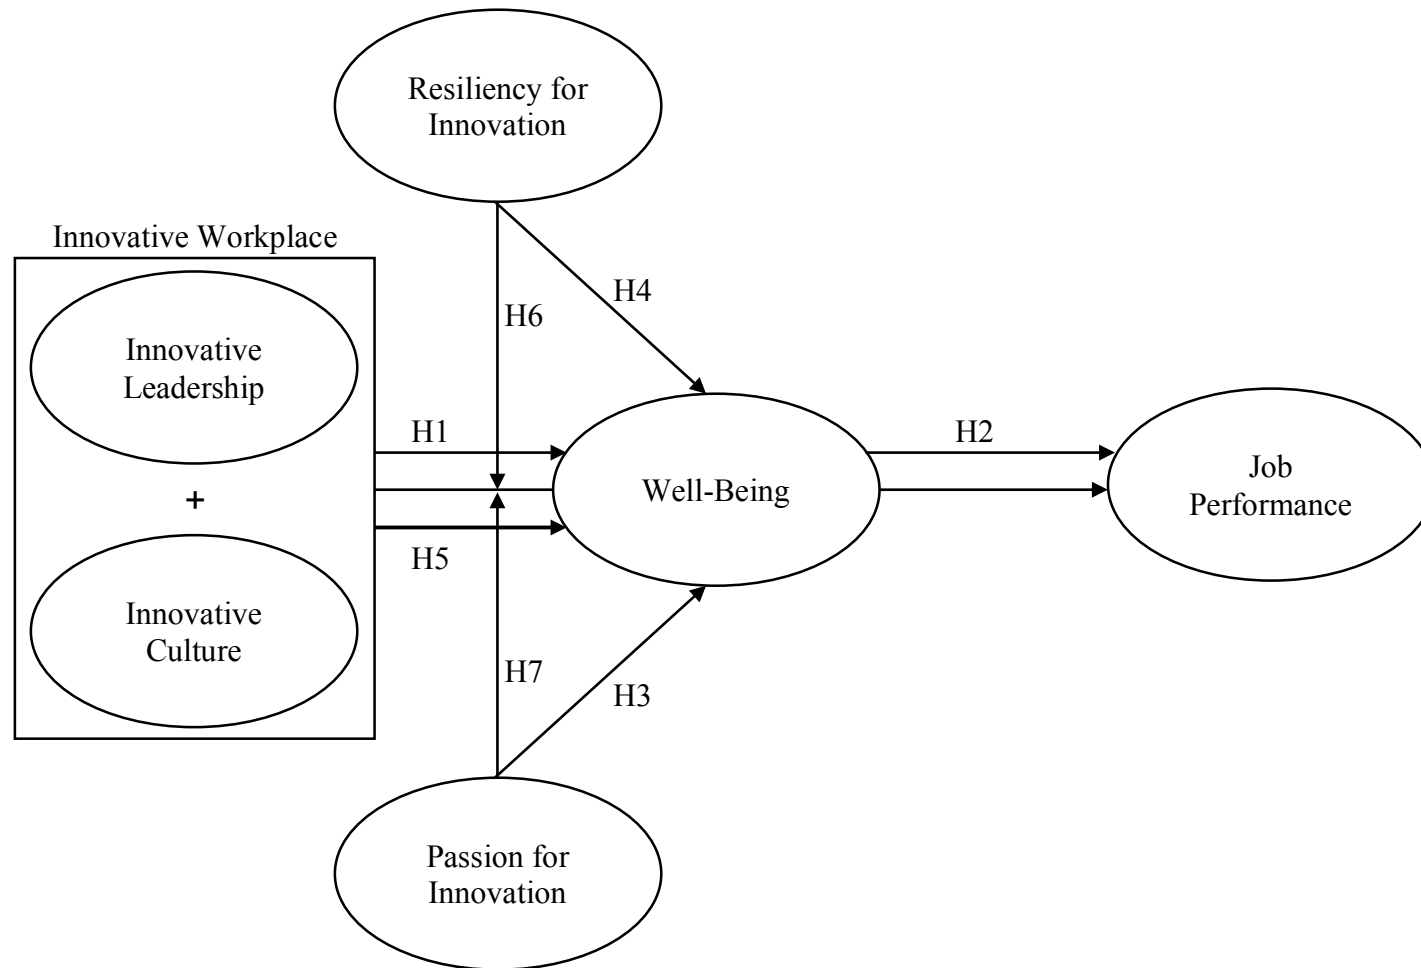 Resiliency for
Innovation
Innovative Workplace
H4
H6
Innovative
Leadership
H1
H2
+
Well-Being
Job
Performance
H5
Innovative
Culture
H7
H3
Passion for
Innovation